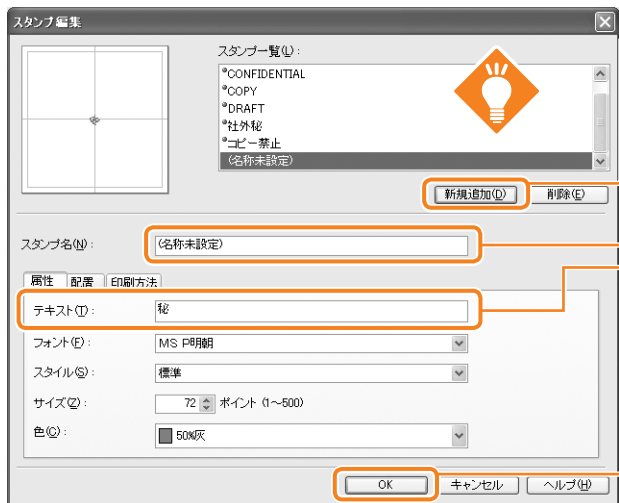 スタンプ編集
スタンプ一覧(L):
CONFIDENTIAL
COPY
DRAFT
社外秘
コピー禁止
(名称未設定)
新規追加(D) 削除(E)
スタンプ名(N): (名称未設定)
属性 配置 印刷方法
テキスト(T): 秘
フォント(F): MS P明朝
スタイル(S): 標準
サイズ(Z): 72 ポイント (1～500)
色(C): 50%灰
OK キャンセル ヘルプ(H)